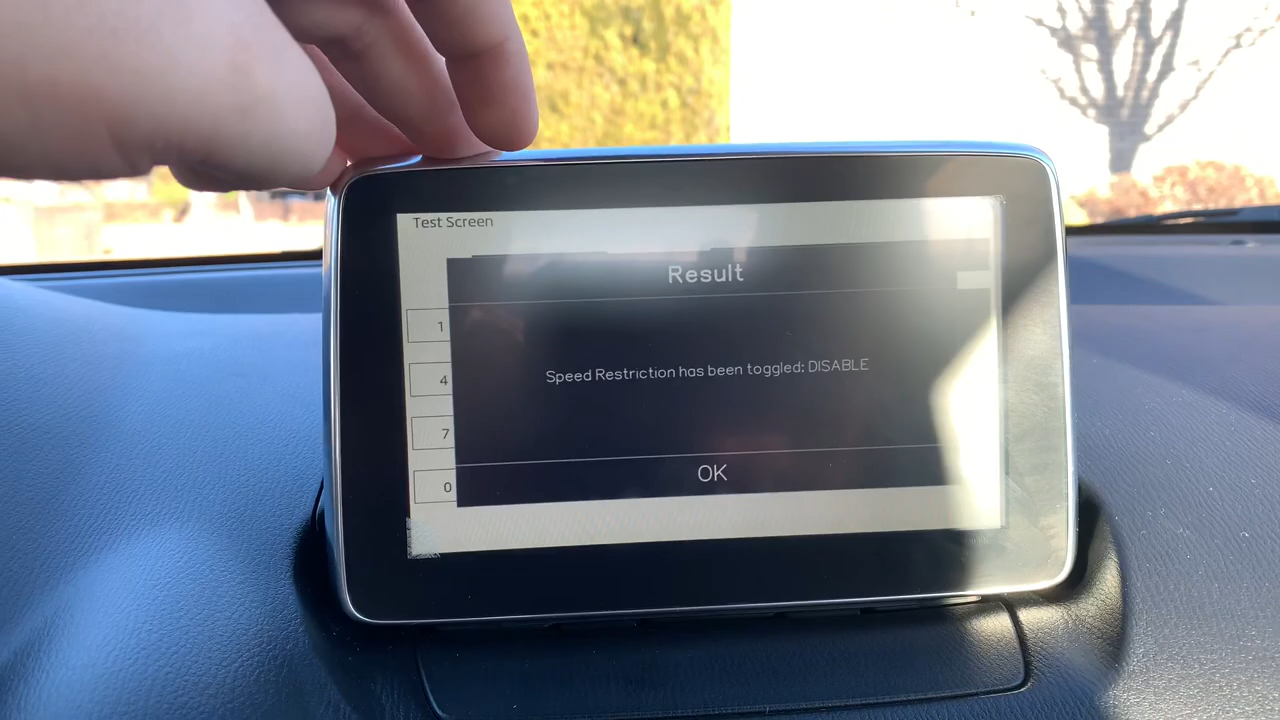 Test Screen
Result
1
Speed Restriction has been toggled: DISABLE
4
7
OK
0